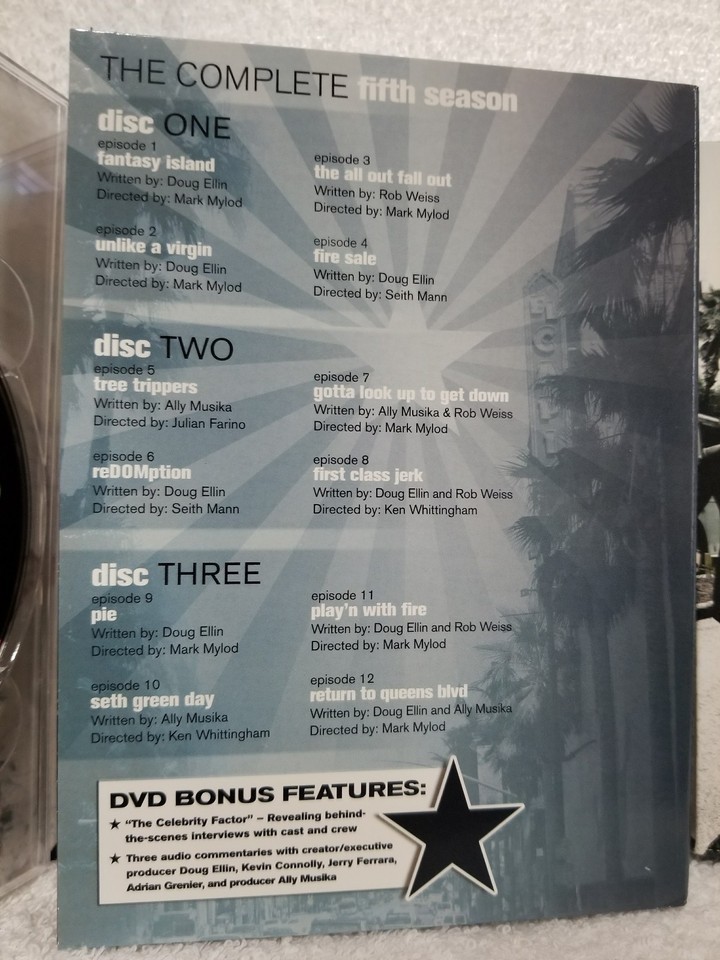 THE COMPLETE fifth season
disc ONE
episode 1
fantasy island
Written by: Doug Ellin
Directed by: Mark Mylod
episode 2
unlike a virgin
Written by: Doug Ellin
Directed by: Mark Mylod
episode 3
the all out fall out
Written by: Rob Weiss
Directed by: Mark Mylod
episode 4
fire sale
Written by: Doug Ellin
Directed by: Seith Mann
disc TWO
episode 5
tree trippers
Written by: Ally Musika
Directed by: Julian Farino
episode 6
reDOMption
Written by: Doug Ellin
Directed by: Seith Mann
episode 7
gotta look up to get down
Written by: Ally Musika & Rob Weiss
Directed by: Mark Mylod
episode 8
first class jerk
Written by: Doug Ellin and Rob Weiss
Directed by: Ken Whittingham
disc THREE
episode 9
pie
Written by: Doug Ellin
Directed by: Mark Mylod
episode 10
seth green day
Written by: Ally Musika
Directed by: Ken Whittingham
episode 11
play'n with fire
Written by: Doug Ellin and Rob Weiss
Directed by: Mark Mylod
episode 12
return to queens blvd
Written by: Doug Ellin and Ally Musika
Directed by: Mark Mylod
DVD BONUS FEATURES:
★ "The Celebrity Factor" – Revealing behind-
the-scenes interviews with cast and crew
★ Three audio commentaries with creator/executive
producer Doug Ellin, Kevin Connolly, Jerry Ferrara,
Adrian Grenier, and producer Ally Musika